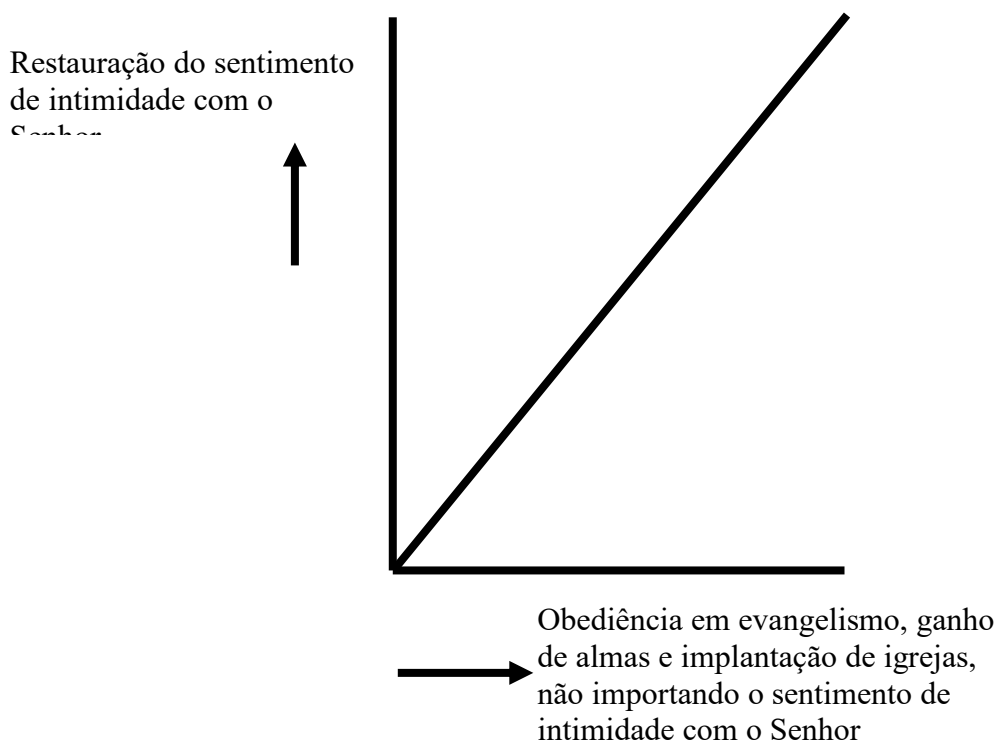 Restauração do sentimento
de intimidade com o
Senhor
Obediência em evangelismo, ganho
de almas e implantação de igrejas,
não importando o sentimento de
intimidade com o Senhor